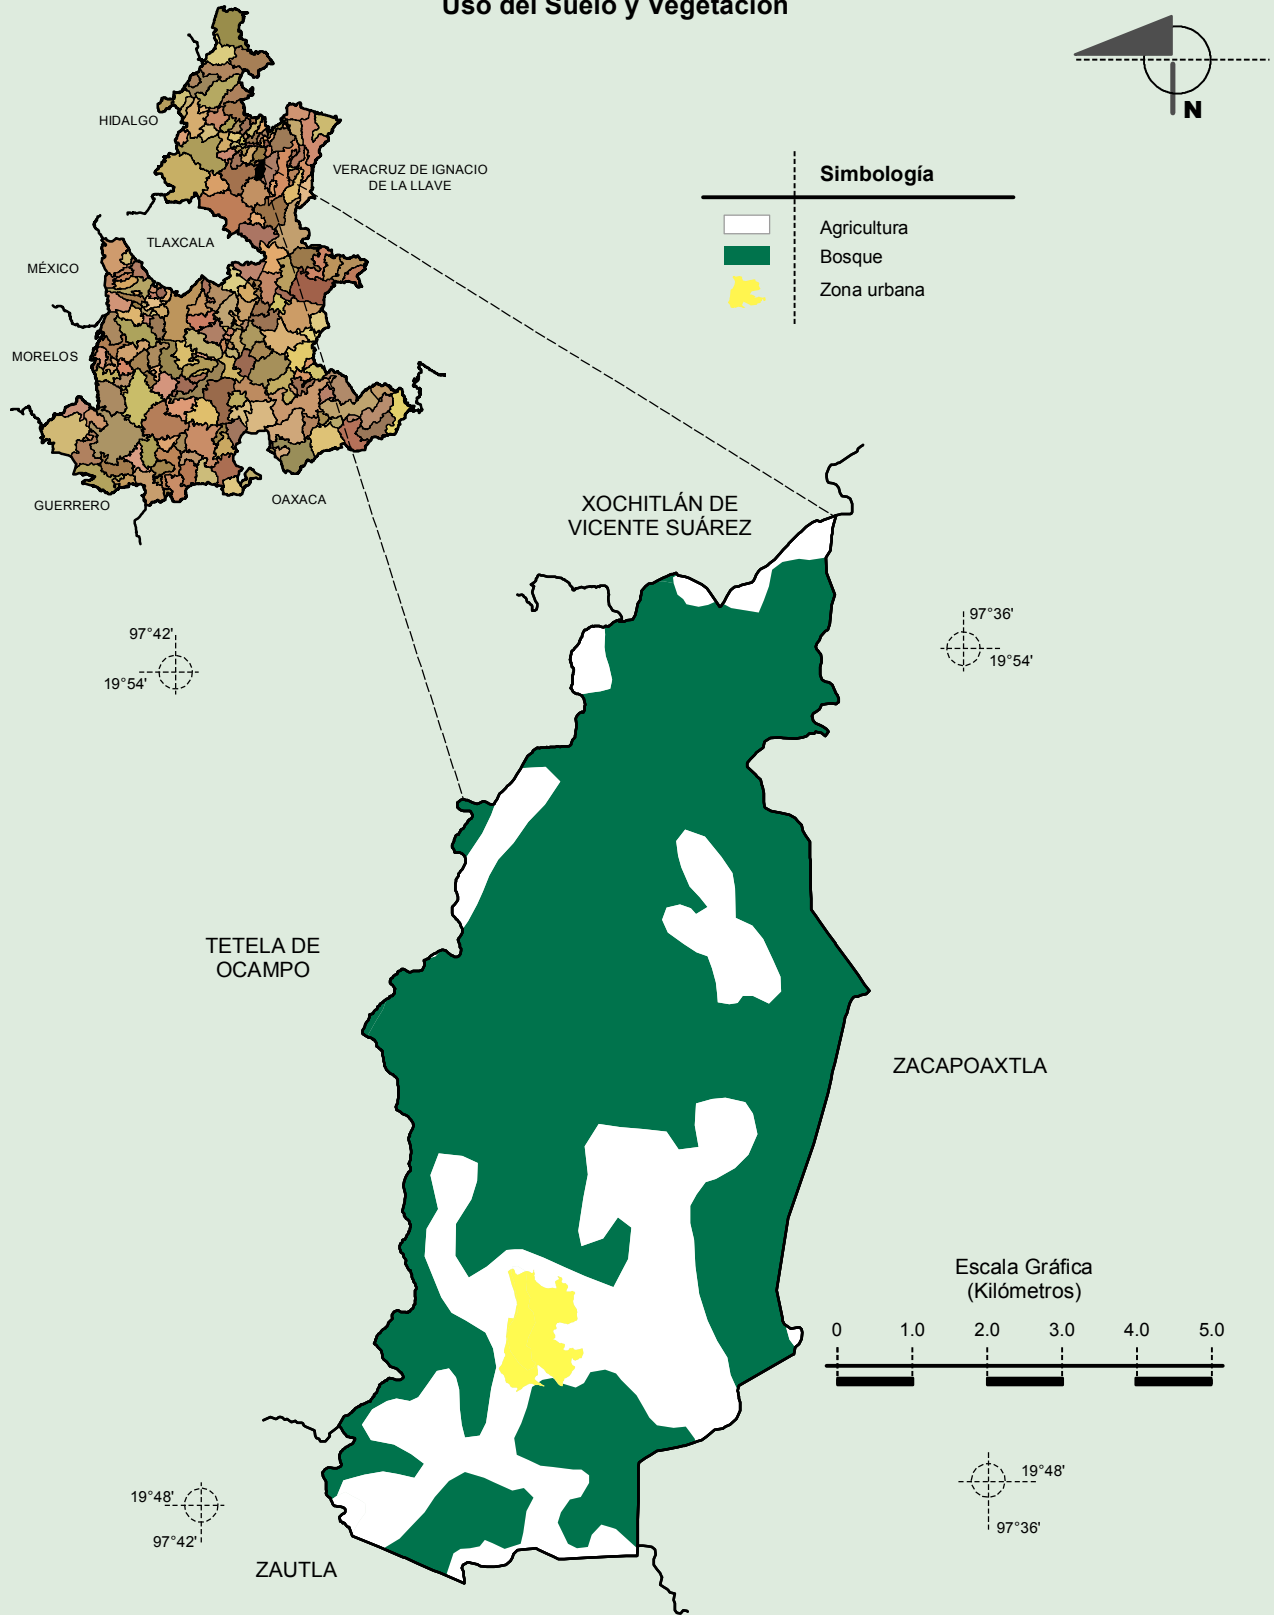 Uso del Suelo y Vegetación
N
HIDALGO
VERACRUZ DE IGNACIO
DE LA LLAVE
TLAXCALA
MÉXICO
MORELOS
GUERRERO
OAXACA
Simbología
Agricultura
Bosque
Zona urbana
XOCHITLÁN DE
VICENTE SUÁREZ
97°42'
19°54'
97°36'
19°54'
TETELA DE
OCAMPO
ZACAPOAXTLA
Escala Gráfica
(Kilómetros)
0 1.0 2.0 3.0 4.0 5.0
19°48'
97°42'
19°48'
97°36'
ZAUTLA